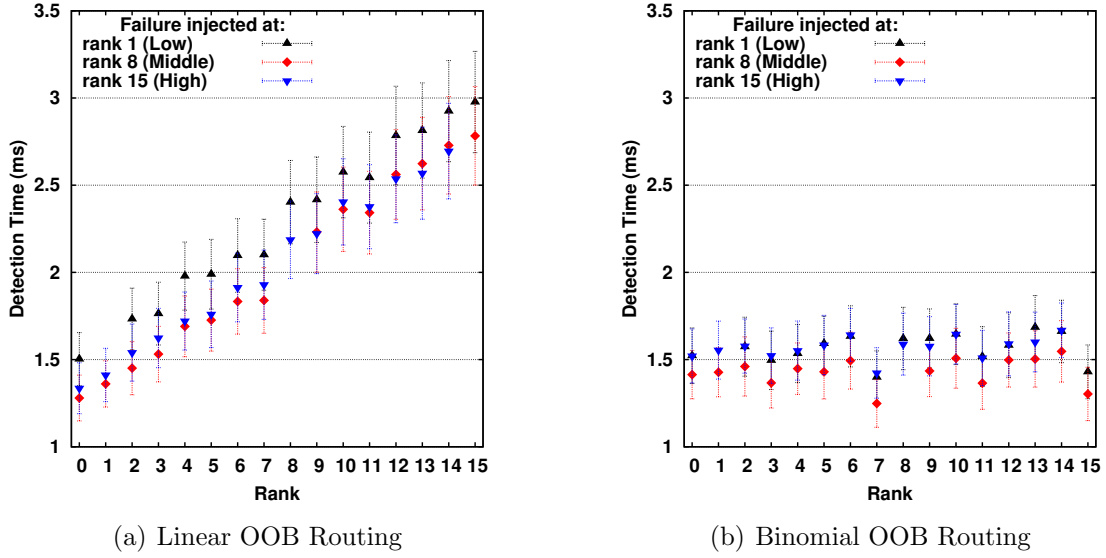 3.5
3
2.5
2
1.5
1
Detection Time (ms)
Failure injected at:
rank 1 (Low)
rank 8 (Middle)
rank 15 (High)
0 1 2 3 4 5 6 7 8 9 10 11 12 13 14 15
Rank
(a) Linear OOB Routing
3.5
3
2.5
2
1.5
1
Detection Time (ms)
Failure injected at:
rank 1 (Low)
rank 8 (Middle)
rank 15 (High)
0 1 2 3 4 5 6 7 8 9 10 11 12 13 14 15
Rank
(b) Binomial OOB Routing